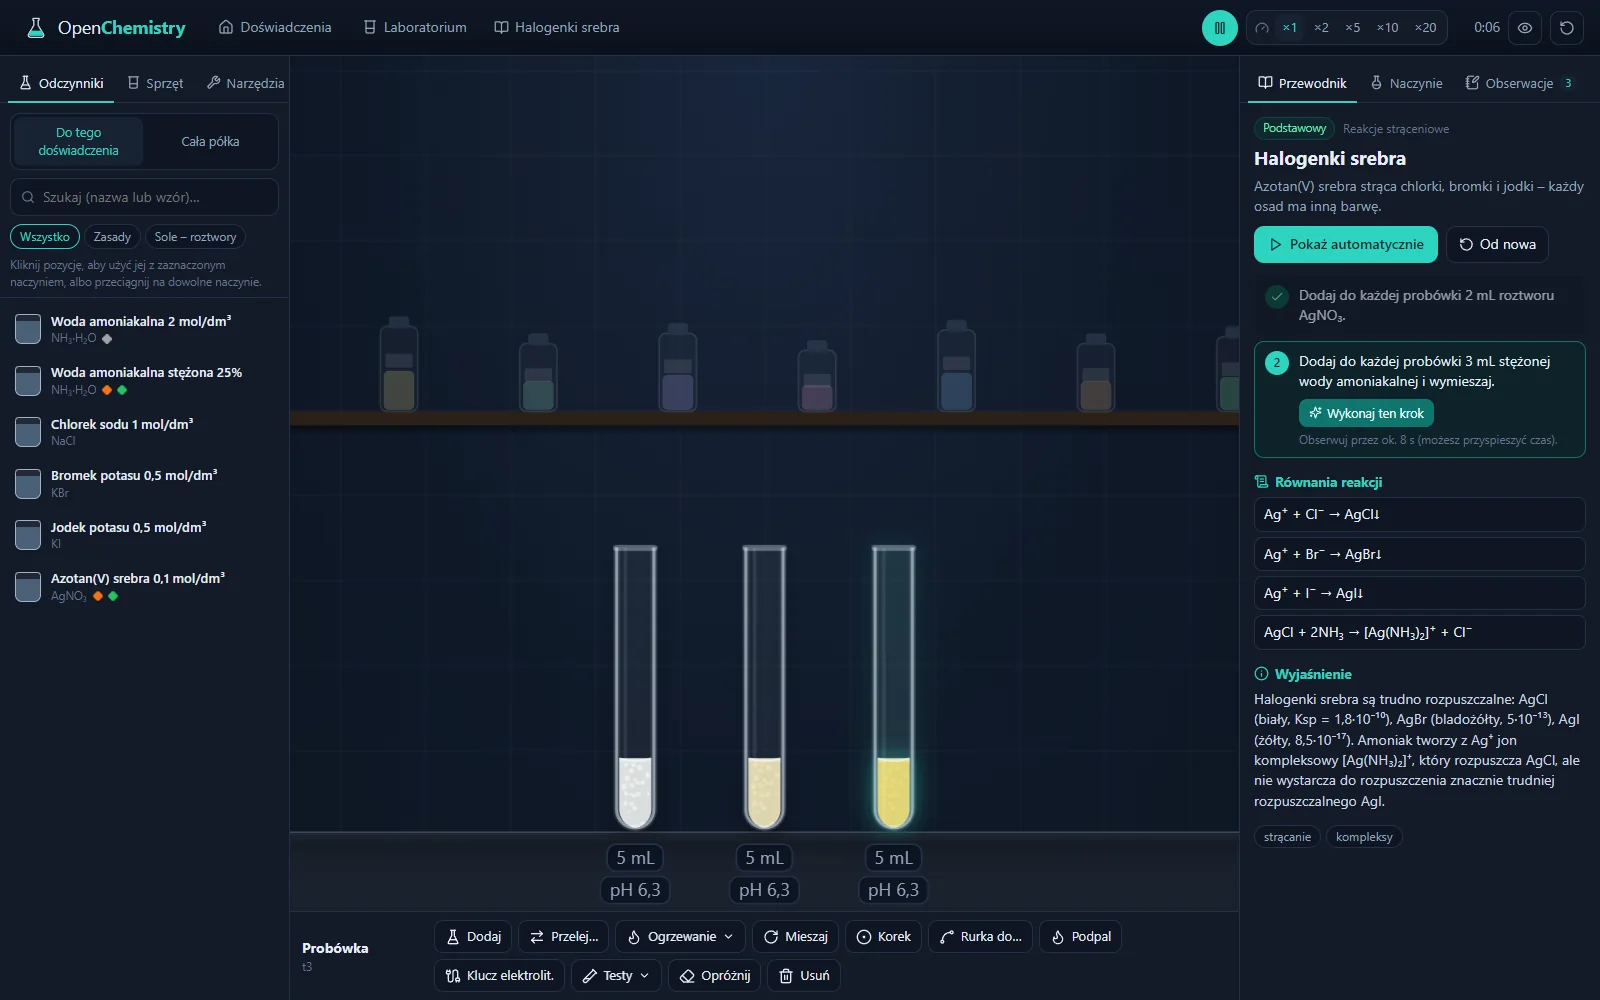 OpenChemistry
Doświadczenia
Laboratorium
Halogenki srebra
×1 ×2 ×5 ×10 ×20
0:06
Odczynniki
Sprzęt
Narzędzia
Do tego doświadczenia
Cała półka
Szukaj (nazwa lub wzór)...
Wszystko
Zasady
Sole – roztwory
Kliknij pozycję, aby użyć jej z zaznaczonym
naczyniem, albo przeciągnij na dowolne naczynie.
Woda amoniakalna 2 mol/dm³
NH₃·H₂O
Woda amoniakalna stężona 25%
NH₃·H₂O
Chlorek sodu 1 mol/dm³
NaCl
Bromek potasu 0,5 mol/dm³
KBr
Jodek potasu 0,5 mol/dm³
KI
Azotan(V) srebra 0,1 mol/dm³
AgNO₃
5 mL
pH 6,3
5 mL
pH 6,3
5 mL
pH 6,3
Probówka
t3
Dodaj
Przelej...
Ogrzewanie
Mieszaj
Korek
Rurka do...
Podpal
Klucz elektrolit.
Testy
Opróżnij
Usuń
Przewodnik
Naczynie
Obserwacje 3
Podstawowy
Reakcje strąceniowe
Halogenki srebra
Azotan(V) srebra strąca chlorki, bromki i jodki – każdy
osad ma inną barwę.
Pokaż automatycznie
Od nowa
Dodaj do każdej probówki 2 mL roztworu
AgNO₃.
2
Dodaj do każdej probówki 3 mL stężonej
wody amoniakalnej i wymieszaj.
Wykonaj ten krok
Obserwuj przez ok. 8 s (możesz przyspieszyć czas).
Równania reakcji
Ag⁺ + Cl⁻ → AgCl↓
Ag⁺ + Br⁻ → AgBr↓
Ag⁺ + I⁻ → AgI↓
AgCl + 2NH₃ → [Ag(NH₃)₂]⁺ + Cl⁻
Wyjaśnienie
Halogenki srebra są trudno rozpuszczalne: AgCl
(biały, Ksp = 1,8·10⁻¹⁰), AgBr (bladożółty, 5·10⁻¹³), AgI
(żółty, 8,5·10⁻¹⁷). Amoniak tworzy z Ag⁺ jon
kompleksowy [Ag(NH₃)₂]⁺, który rozpuszcza AgCl, ale
nie wystarcza do rozpuszczenia znacznie trudniej
rozpuszczalnego AgI.
strącanie
kompleksy